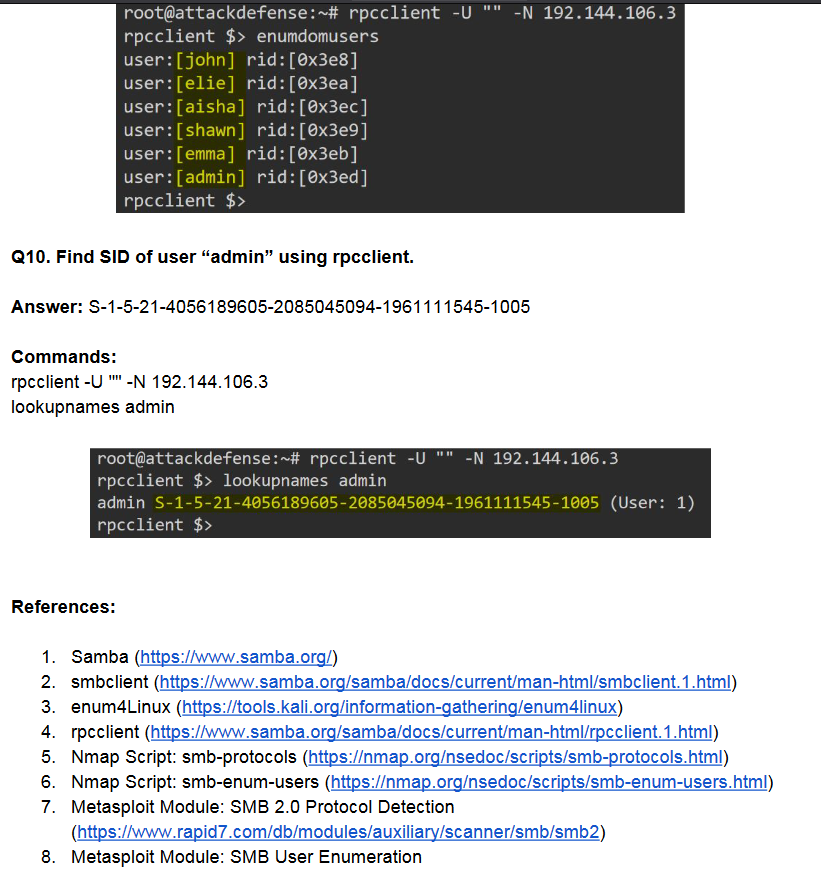 root@attackdefense:~# rpcclient -U "" -N 192.144.106.3
rpcclient $> enumdomusers
user:[john] rid:[0x3e8]
user:[elie] rid:[0x3ea]
user:[aisha] rid:[0x3ec]
user:[shawn] rid:[0x3e9]
user:[emma] rid:[0x3eb]
user:[admin] rid:[0x3ed]
rpcclient $>
Q10. Find SID of user “admin” using rpcclient.
Answer: S-1-5-21-4056189605-2085045094-1961111545-1005
Commands:
rpcclient -U "" -N 192.144.106.3
lookupnames admin
root@attackdefense:~# rpcclient -U "" -N 192.144.106.3
rpcclient $> lookupnames admin
admin S-1-5-21-4056189605-2085045094-1961111545-1005 (User: 1)
rpcclient $>
References:
1. Samba (https://www.samba.org/)
2. smbclient (https://www.samba.org/samba/docs/current/man-html/smbclient.1.html)
3. enum4Linux (https://tools.kali.org/information-gathering/enum4linux)
4. rpcclient (https://www.samba.org/samba/docs/current/man-html/rpcclient.1.html)
5. Nmap Script: smb-protocols (https://nmap.org/nsedoc/scripts/smb-protocols.html)
6. Nmap Script: smb-enum-users (https://nmap.org/nsedoc/scripts/smb-enum-users.html)
7. Metasploit Module: SMB 2.0 Protocol Detection
(https://www.rapid7.com/db/modules/auxiliary/scanner/smb/smb2)
8. Metasploit Module: SMB User Enumeration